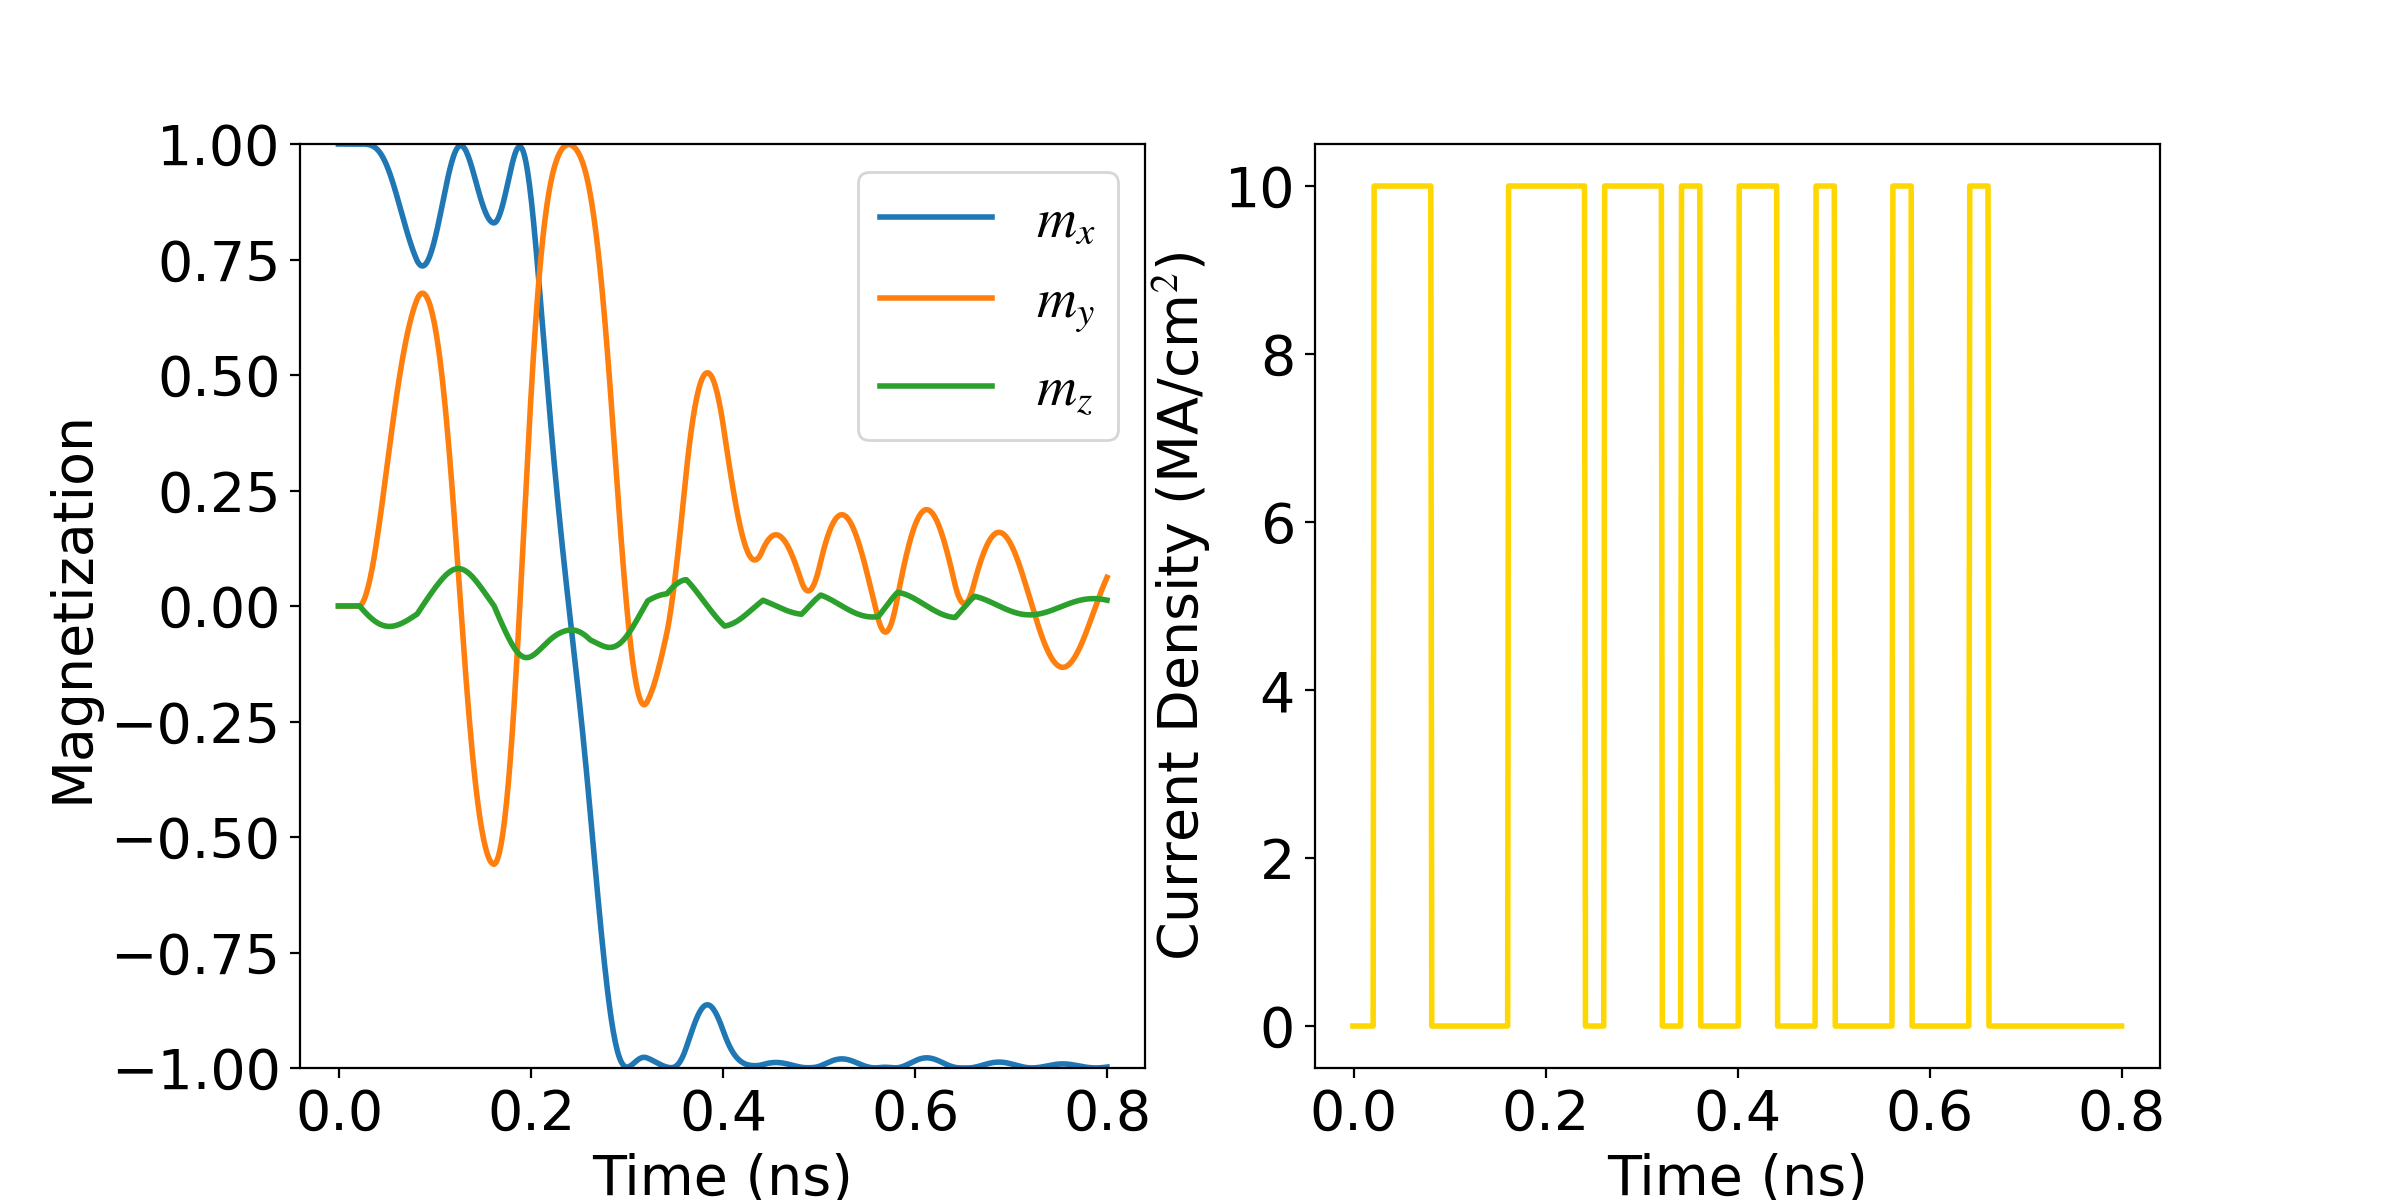 Magnetization
1.00
0.75
0.50
0.25
0.00
−0.25
−0.50
−0.75
−1.00
0.0 0.2 0.4 0.6 0.8
Time (ns)
m_x
m_y
m_z
Current Density (MA/cm²)
10
8
6
4
2
0
0.0 0.2 0.4 0.6 0.8
Time (ns)